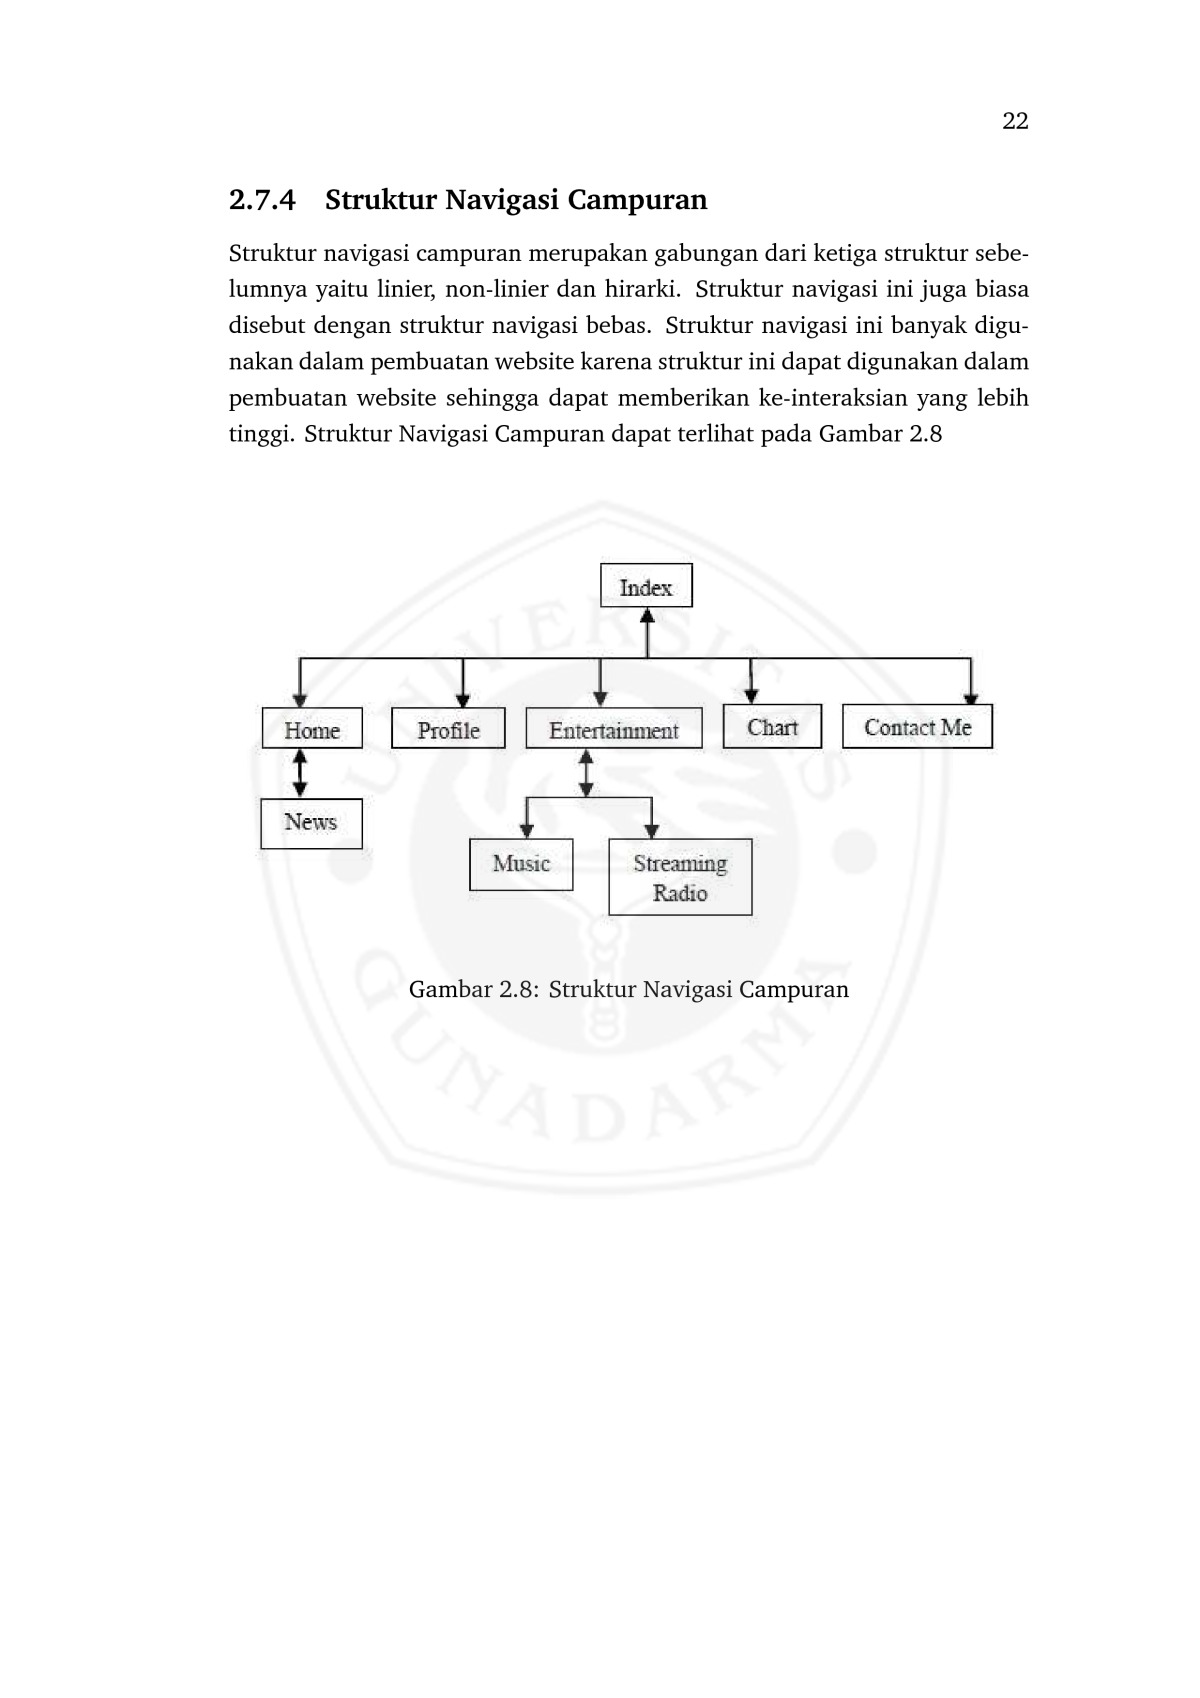 22
2.7.4 Struktur Navigasi Campuran
Struktur navigasi campuran merupakan gabungan dari ketiga struktur sebe-
lumnya yaitu linier, non-linier dan hirarki. Struktur navigasi ini juga biasa
disebut dengan struktur navigasi bebas. Struktur navigasi ini banyak digu-
nakan dalam pembuatan website karena struktur ini dapat digunakan dalam
pembuatan website sehingga dapat memberikan ke-interaksian yang lebih
tinggi. Struktur Navigasi Campuran dapat terlihat pada Gambar 2.8
UNIVERSITAS
Index
Home
Profile
Entertainment
Chart
Contact Me
News
Music
Streaming
Radio
Gambar 2.8: Struktur Navigasi Campuran
GUNADARMA